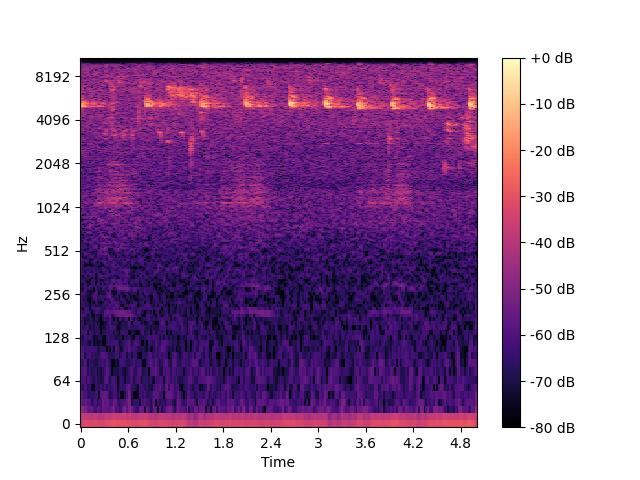 8192
4096
2048
1024
512
256
128
64
0
Hz
0 0.6 1.2 1.8 2.4 3 3.6 4.2 4.8
Time
+0 dB
-10 dB
-20 dB
-30 dB
-40 dB
-50 dB
-60 dB
-70 dB
-80 dB